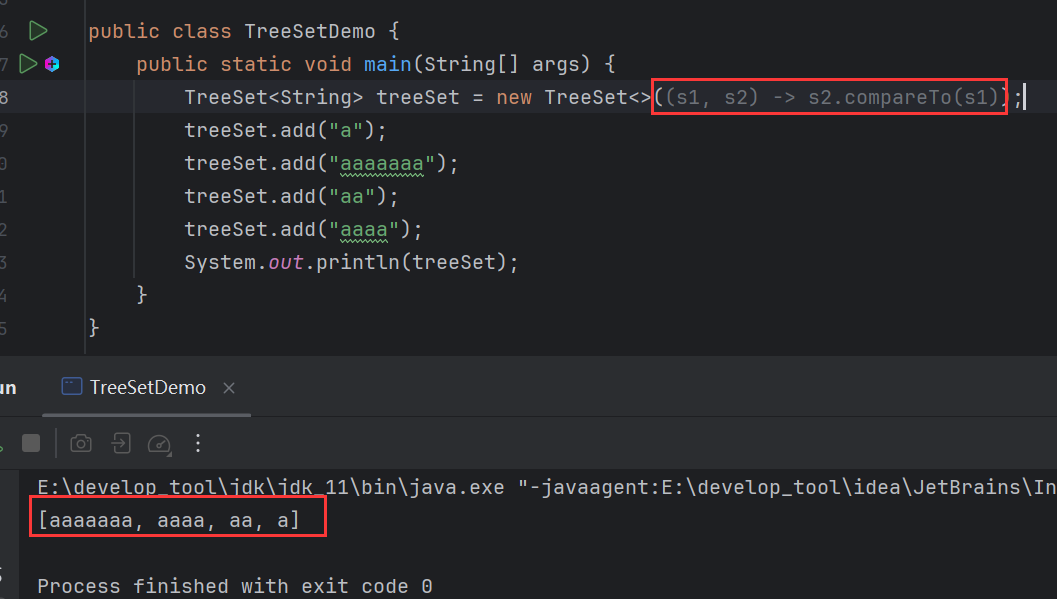 6 public class TreeSetDemo {
7 public static void main(String[] args) {
8 TreeSet<String> treeSet = new TreeSet<>((s1, s2) -> s2.compareTo(s1));
9 treeSet.add("a");
0 treeSet.add("aaaaaaa");
1 treeSet.add("aa");
2 treeSet.add("aaaa");
3 System.out.println(treeSet);
4 }
5 }
un TreeSetDemo
E:\develop_tool\jdk\jdk_11\bin\java.exe "-javaagent:E:\develop_tool\idea\JetBrains\In
[aaaaaaa, aaaa, aa, a]
Process finished with exit code 0